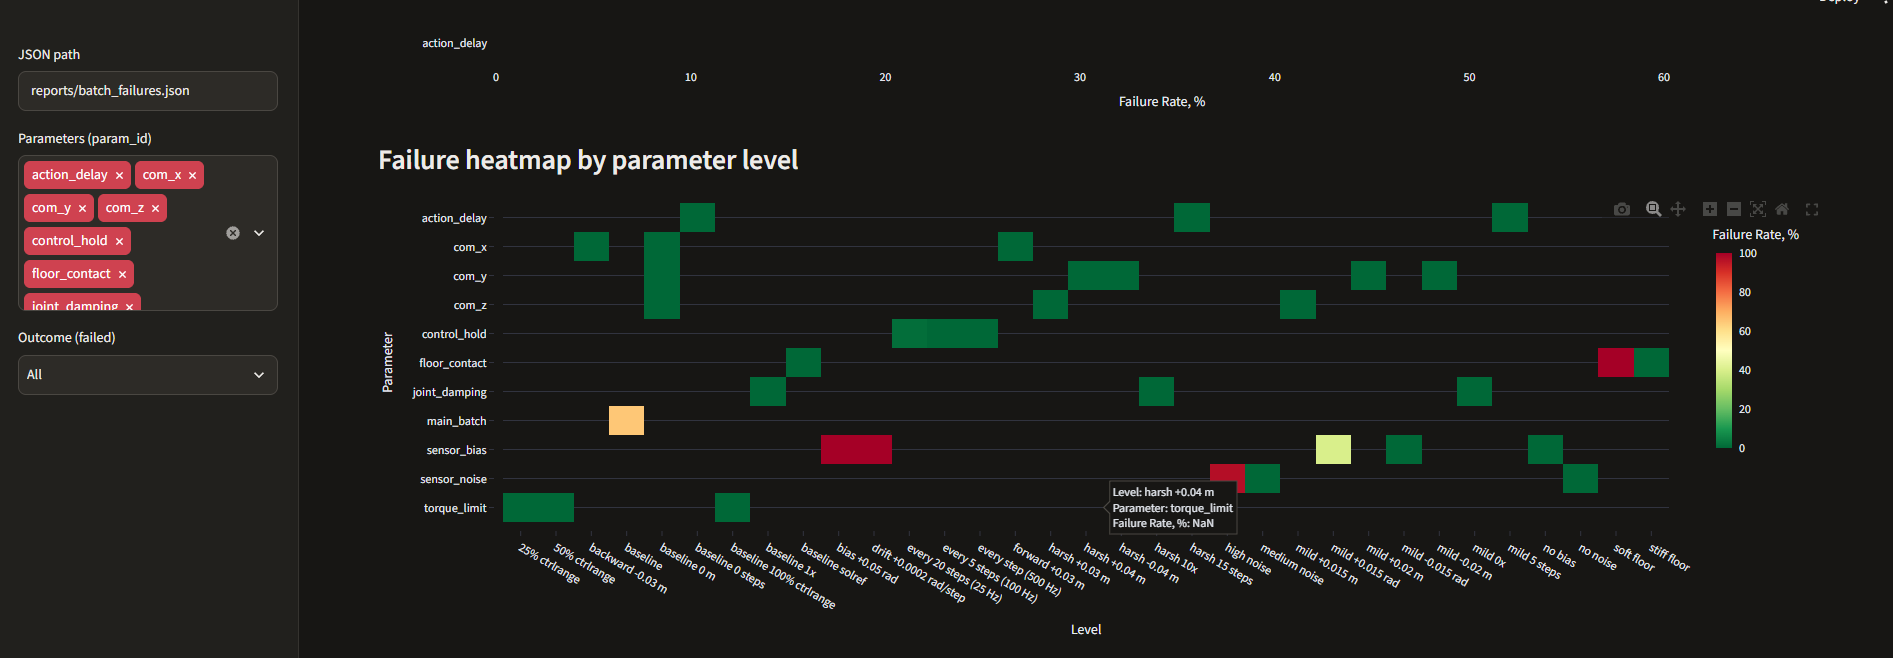 Deploy
JSON path
reports/batch_failures.json
Parameters (param_id)
action_delay ×
com_x ×
com_y ×
com_z ×
control_hold ×
floor_contact ×
joint_damping ×
Outcome (failed)
All
action_delay
0 10 20 30 40 50 60
Failure Rate, %
Failure heatmap by parameter level
Parameter
action_delay
com_x
com_y
com_z
control_hold
floor_contact
joint_damping
main_batch
sensor_bias
sensor_noise
torque_limit
Level: harsh +0.04 m
Parameter: torque_limit
Failure Rate, %: NaN
25% ctrlrange
50% ctrlrange
backward -0.03 m
baseline
baseline 0 m
baseline 0 steps
baseline 100% ctrlrange
baseline 1x
baseline solref
bias +0.05 rad
drift +0.0002 rad/step
every 20 steps (25 Hz)
every 5 steps (100 Hz)
every step (500 Hz)
forward +0.03 m
harsh +0.03 m
harsh +0.04 m
harsh -0.04 m
harsh 10x
harsh 15 steps
high noise
medium noise
mild +0.015 m
mild +0.015 rad
mild +0.02 m
mild -0.015 rad
mild -0.02 m
mild 0x
mild 5 steps
no bias
no noise
soft floor
stiff floor
Level
Failure Rate, %
100
80
60
40
20
0